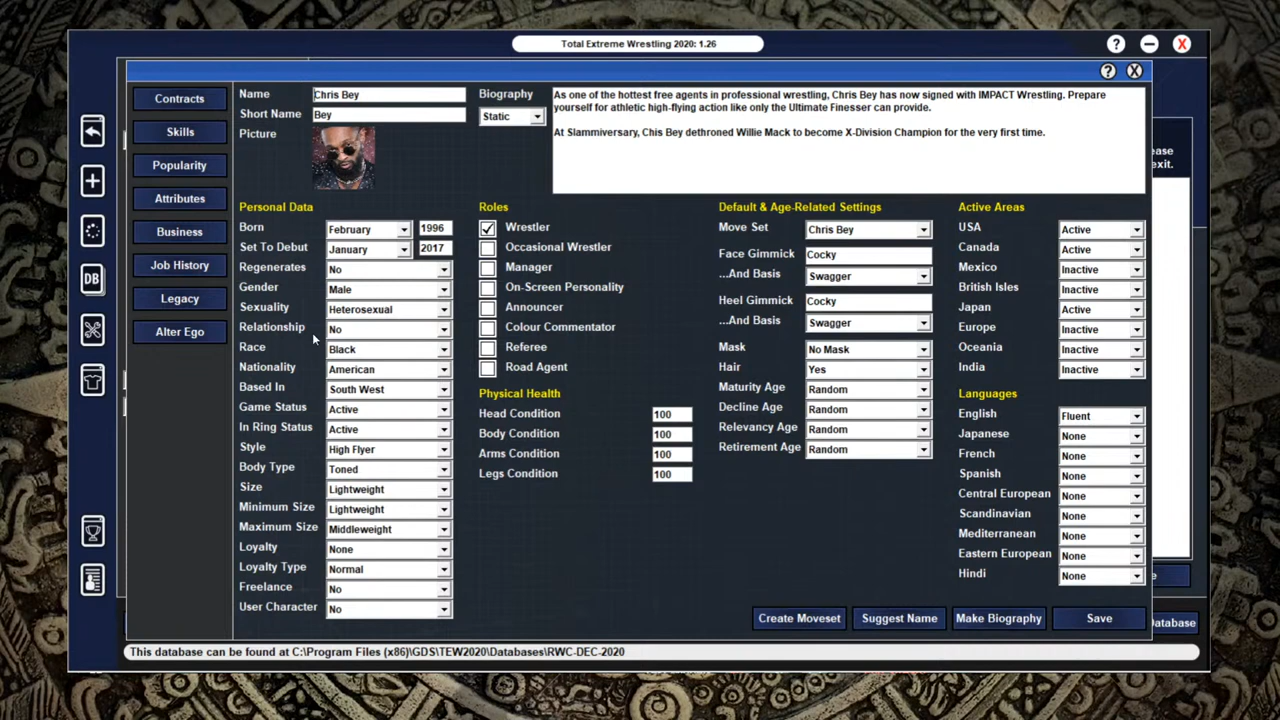 Total Extreme Wrestling 2020: 1.26
?
X
? X
Contracts
Skills
Popularity
Attributes
Business
Job History
Legacy
Alter Ego
DB
Name Chris Bey
Short Name Bey
Picture
Biography
Static
As one of the hottest free agents in professional wrestling, Chris Bey has now signed with IMPACT Wrestling. Prepare
yourself for athletic high-flying action like only the Ultimate Finesser can provide.
At Slammiversary, Chis Bey dethroned Willie Mack to become X-Division Champion for the very first time.
ease
exit.
Personal Data
Born February 1996
Set To Debut January 2017
Regenerates No
Gender Male
Sexuality Heterosexual
Relationship No
Race Black
Nationality American
Based In South West
Game Status Active
In Ring Status Active
Style High Flyer
Body Type Toned
Size Lightweight
Minimum Size Lightweight
Maximum Size Middleweight
Loyalty None
Loyalty Type Normal
Freelance No
User Character No
Roles
Wrestler
Occasional Wrestler
Manager
On-Screen Personality
Announcer
Colour Commentator
Referee
Road Agent
Physical Health
Head Condition 100
Body Condition 100
Arms Condition 100
Legs Condition 100
Default & Age-Related Settings
Move Set Chris Bey
Face Gimmick Cocky
...And Basis Swagger
Heel Gimmick Cocky
...And Basis Swagger
Mask No Mask
Hair Yes
Maturity Age Random
Decline Age Random
Relevancy Age Random
Retirement Age Random
Active Areas
USA Active
Canada Active
Mexico Inactive
British Isles Inactive
Japan Active
Europe Inactive
Oceania Inactive
India Inactive
Languages
English Fluent
Japanese None
French None
Spanish None
Central European None
Scandinavian None
Mediterranean None
Eastern European None
Hindi None
e
Create Moveset Suggest Name Make Biography Save
Database
This database can be found at C:\Program Files (x86)\GDS\TEW2020\Databases\RWC-DEC-2020